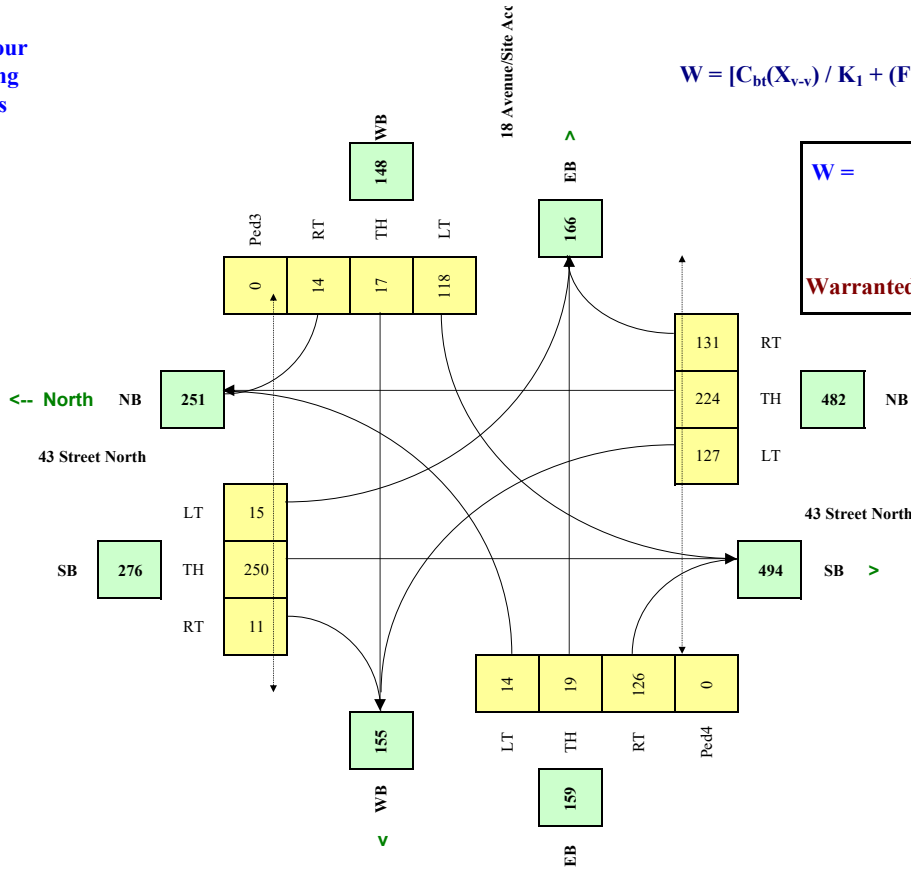 our
ng
s
18 Avenue/Site Acc
W = [Cbt(Xv-v) / K1 + (F
WB
148
^
EB
166
W =
Warranted
Ped3
RT
TH
LT
0
14
17
118
131
RT
224
TH
482
NB
127
LT
<-- North
NB
251
43 Street North
43 Street North
LT
15
SB
276
TH
250
RT
11
494
SB
>
14
19
126
0
LT
TH
RT
Ped4
155
WB
v
159
EB